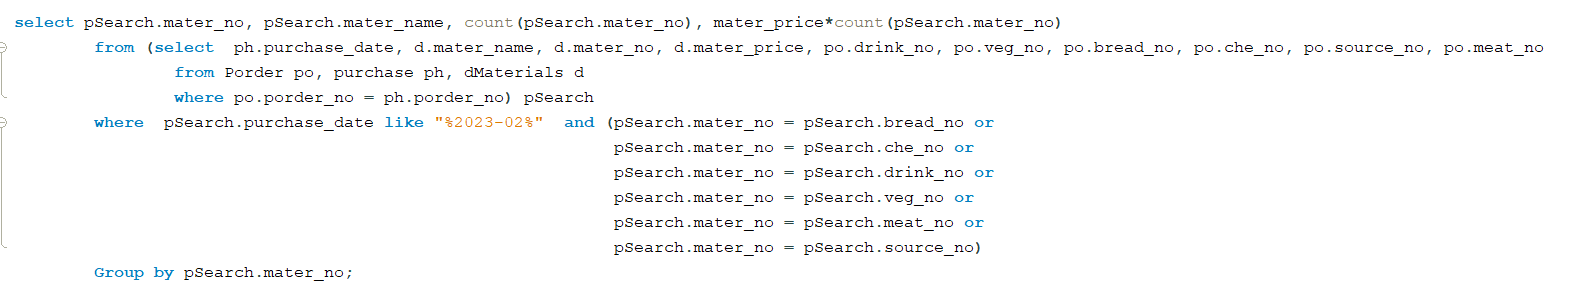 select pSearch.mater_no, pSearch.mater_name, count(pSearch.mater_no), mater_price*count(pSearch.mater_no)
from (select  ph.purchase_date, d.mater_name, d.mater_no, d.mater_price, po.drink_no, po.veg_no, po.bread_no, po.che_no, po.source_no, po.meat_no
from Porder po, purchase ph, dMaterials d
where po.porder_no = ph.porder_no) pSearch
where  pSearch.purchase_date like "%2023-02%"  and (pSearch.mater_no = pSearch.bread_no or
pSearch.mater_no = pSearch.che_no or
pSearch.mater_no = pSearch.drink_no or
pSearch.mater_no = pSearch.veg_no or
pSearch.mater_no = pSearch.meat_no or
pSearch.mater_no = pSearch.source_no)
Group by pSearch.mater_no;